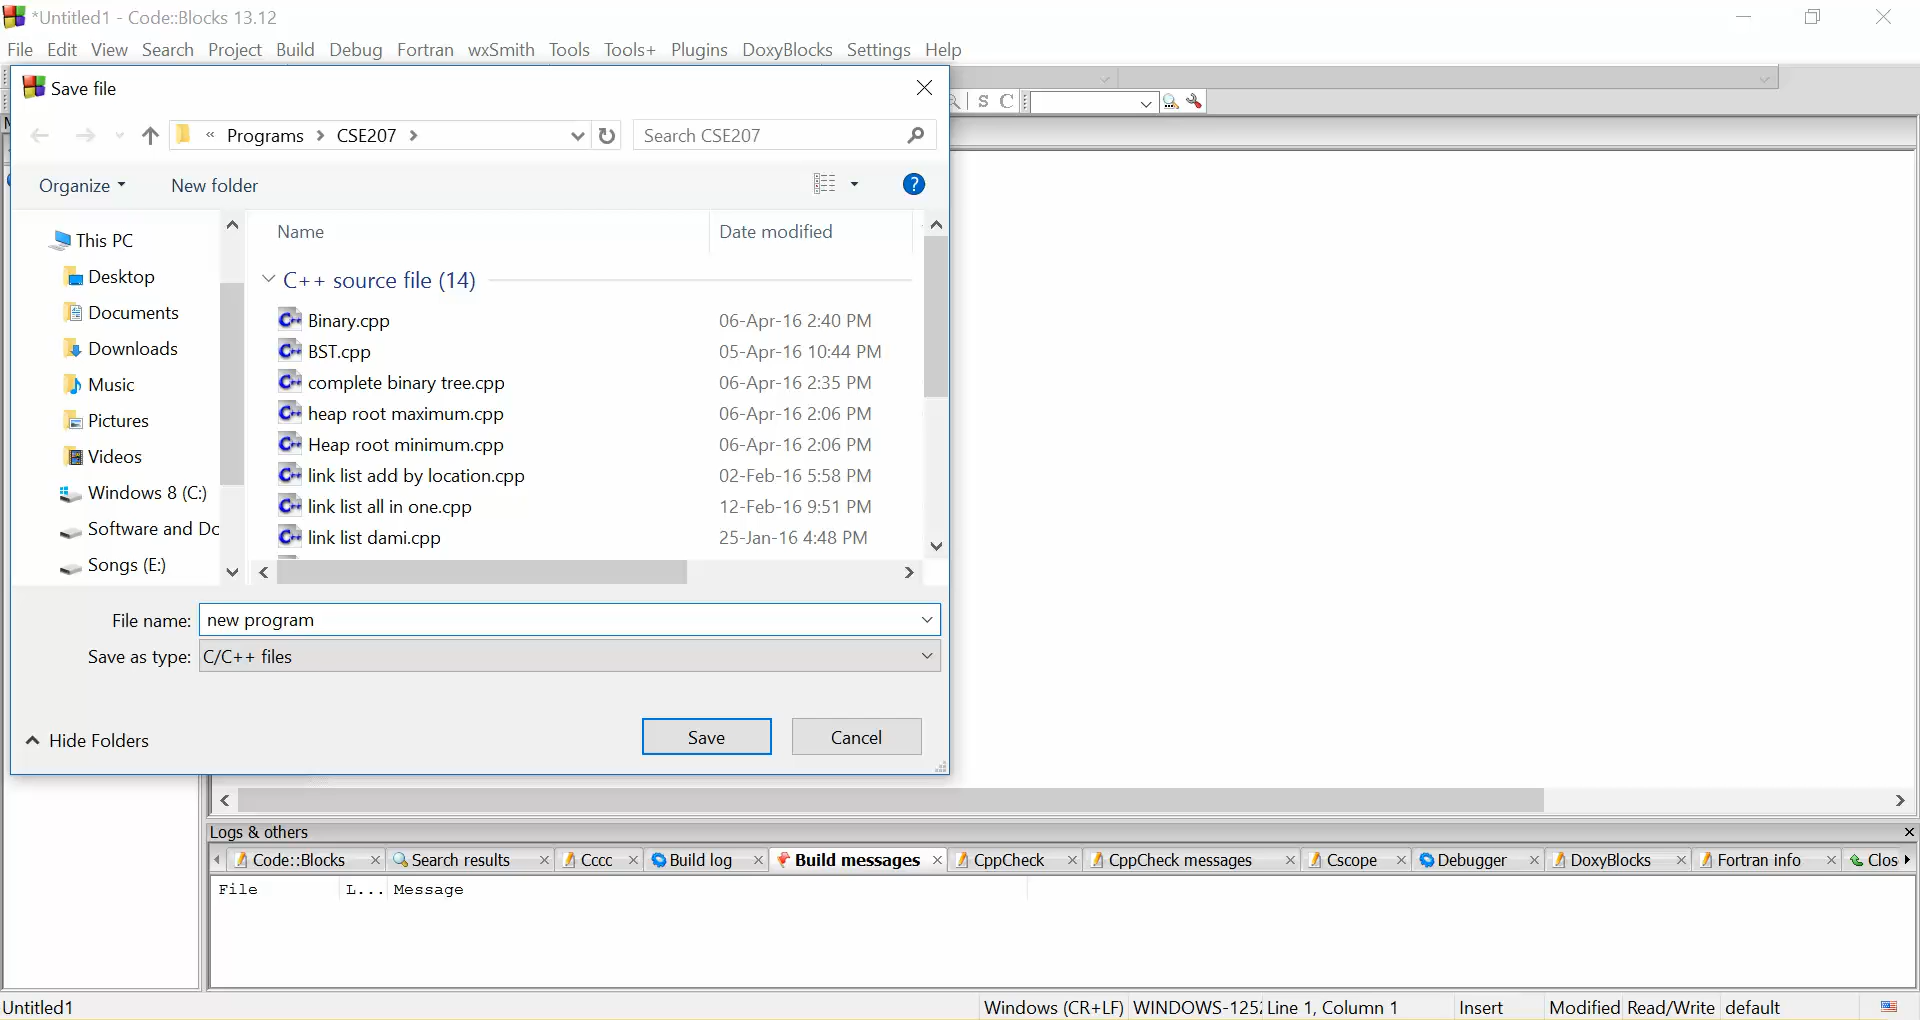 *Untitled1 - Code::Blocks 13.12
File Edit View Search Project Build Debug Fortran wxSmith Tools Tools+ Plugins DoxyBlocks Settings Help
Save file
S C
« Programs > CSE207 >
Search CSE207
Organize
New folder
Name
Date modified
This PC
Desktop
Documents
Downloads
Music
Pictures
Videos
Windows 8 (C:)
Software and Dc
Songs (E:)
C++ source file (14)
Binary.cpp 06-Apr-16 2:40 PM
BST.cpp 05-Apr-16 10:44 PM
complete binary tree.cpp 06-Apr-16 2:35 PM
heap root maximum.cpp 06-Apr-16 2:06 PM
Heap root minimum.cpp 06-Apr-16 2:06 PM
link list add by location.cpp 02-Feb-16 5:58 PM
link list all in one.cpp 12-Feb-16 9:51 PM
link list dami.cpp 25-Jan-16 4:48 PM
File name: new program
Save as type: C/C++ files
Hide Folders
Save
Cancel
Logs & others
Code::Blocks Search results Cccc Build log Build messages CppCheck CppCheck messages Cscope Debugger DoxyBlocks Fortran info Clos
File L... Message
Untitled1 Windows (CR+LF) WINDOWS-1252 Line 1, Column 1 Insert Modified Read/Write default